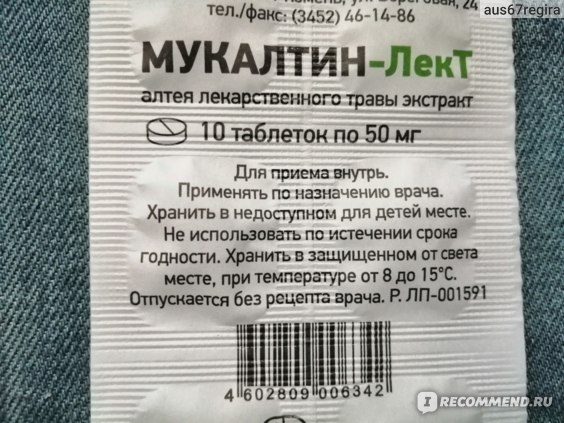 aus67regira
24
тел./факс: (3452) 46-14-86
МУКАЛТИН-ЛекТ
алтея лекарственного травы экстракт
10 таблеток по 50 мг
Для приема внутрь.
Применять по назначению врача.
Хранить в недоступном для детей месте.
Не использовать по истечении срока
годности. Хранить в защищенном от света
месте, при температуре от 8 до 15°С.
Отпускается без рецепта врача. Р. ЛП-001591
4 602809 006342
IRECOMMEND.RU